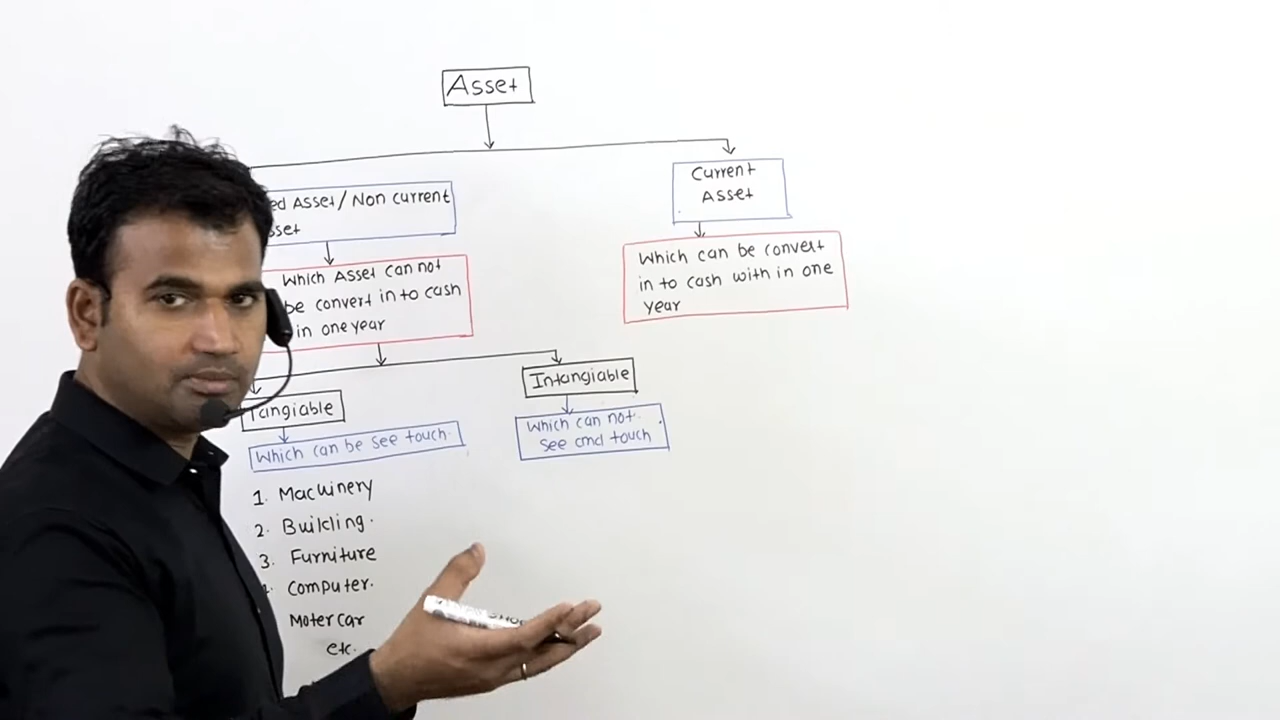 Asset
ed Asset / Non current
sset
Current
Asset
Which Asset can not
be convert in to cash
in one year
Which can be convert
in to cash with in one
year
Tangiable
Intangiable
Which can be see touch.
Which can not.
see and touch
1. Machinery
2. Building.
3. Furniture
Computer.
Moter car
etc.